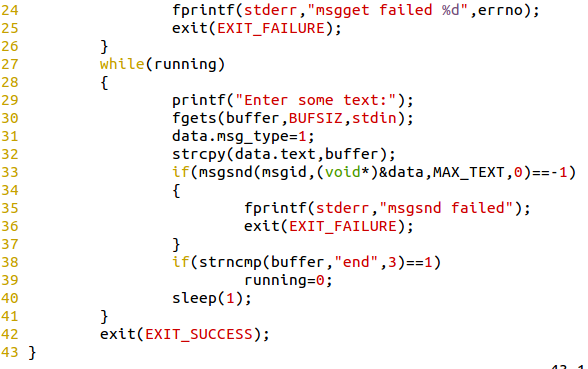 24                 fprintf(stderr,"msgget failed %d",errno);
25                 exit(EXIT_FAILURE);
26         }
27         while(running)
28         {
29                 printf("Enter some text:");
30                 fgets(buffer,BUFSIZ,stdin);
31                 data.msg_type=1;
32                 strcpy(data.text,buffer);
33                 if(msgsnd(msgid,(void*)&data,MAX_TEXT,0)==-1)
34                 {
35                         fprintf(stderr,"msgsnd failed");
36                         exit(EXIT_FAILURE);
37                 }
38                 if(strncmp(buffer,"end",3)==1)
39                         running=0;
40                 sleep(1);
41         }
42         exit(EXIT_SUCCESS);
43 }